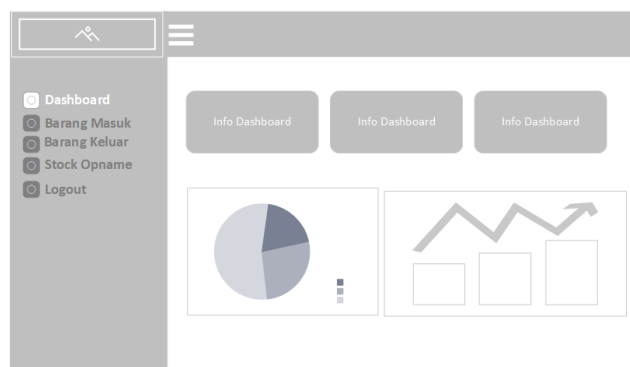 Dashboard
Barang Masuk
Barang Keluar
Stock Opname
Logout
Info Dashboard
Info Dashboard
Info Dashboard